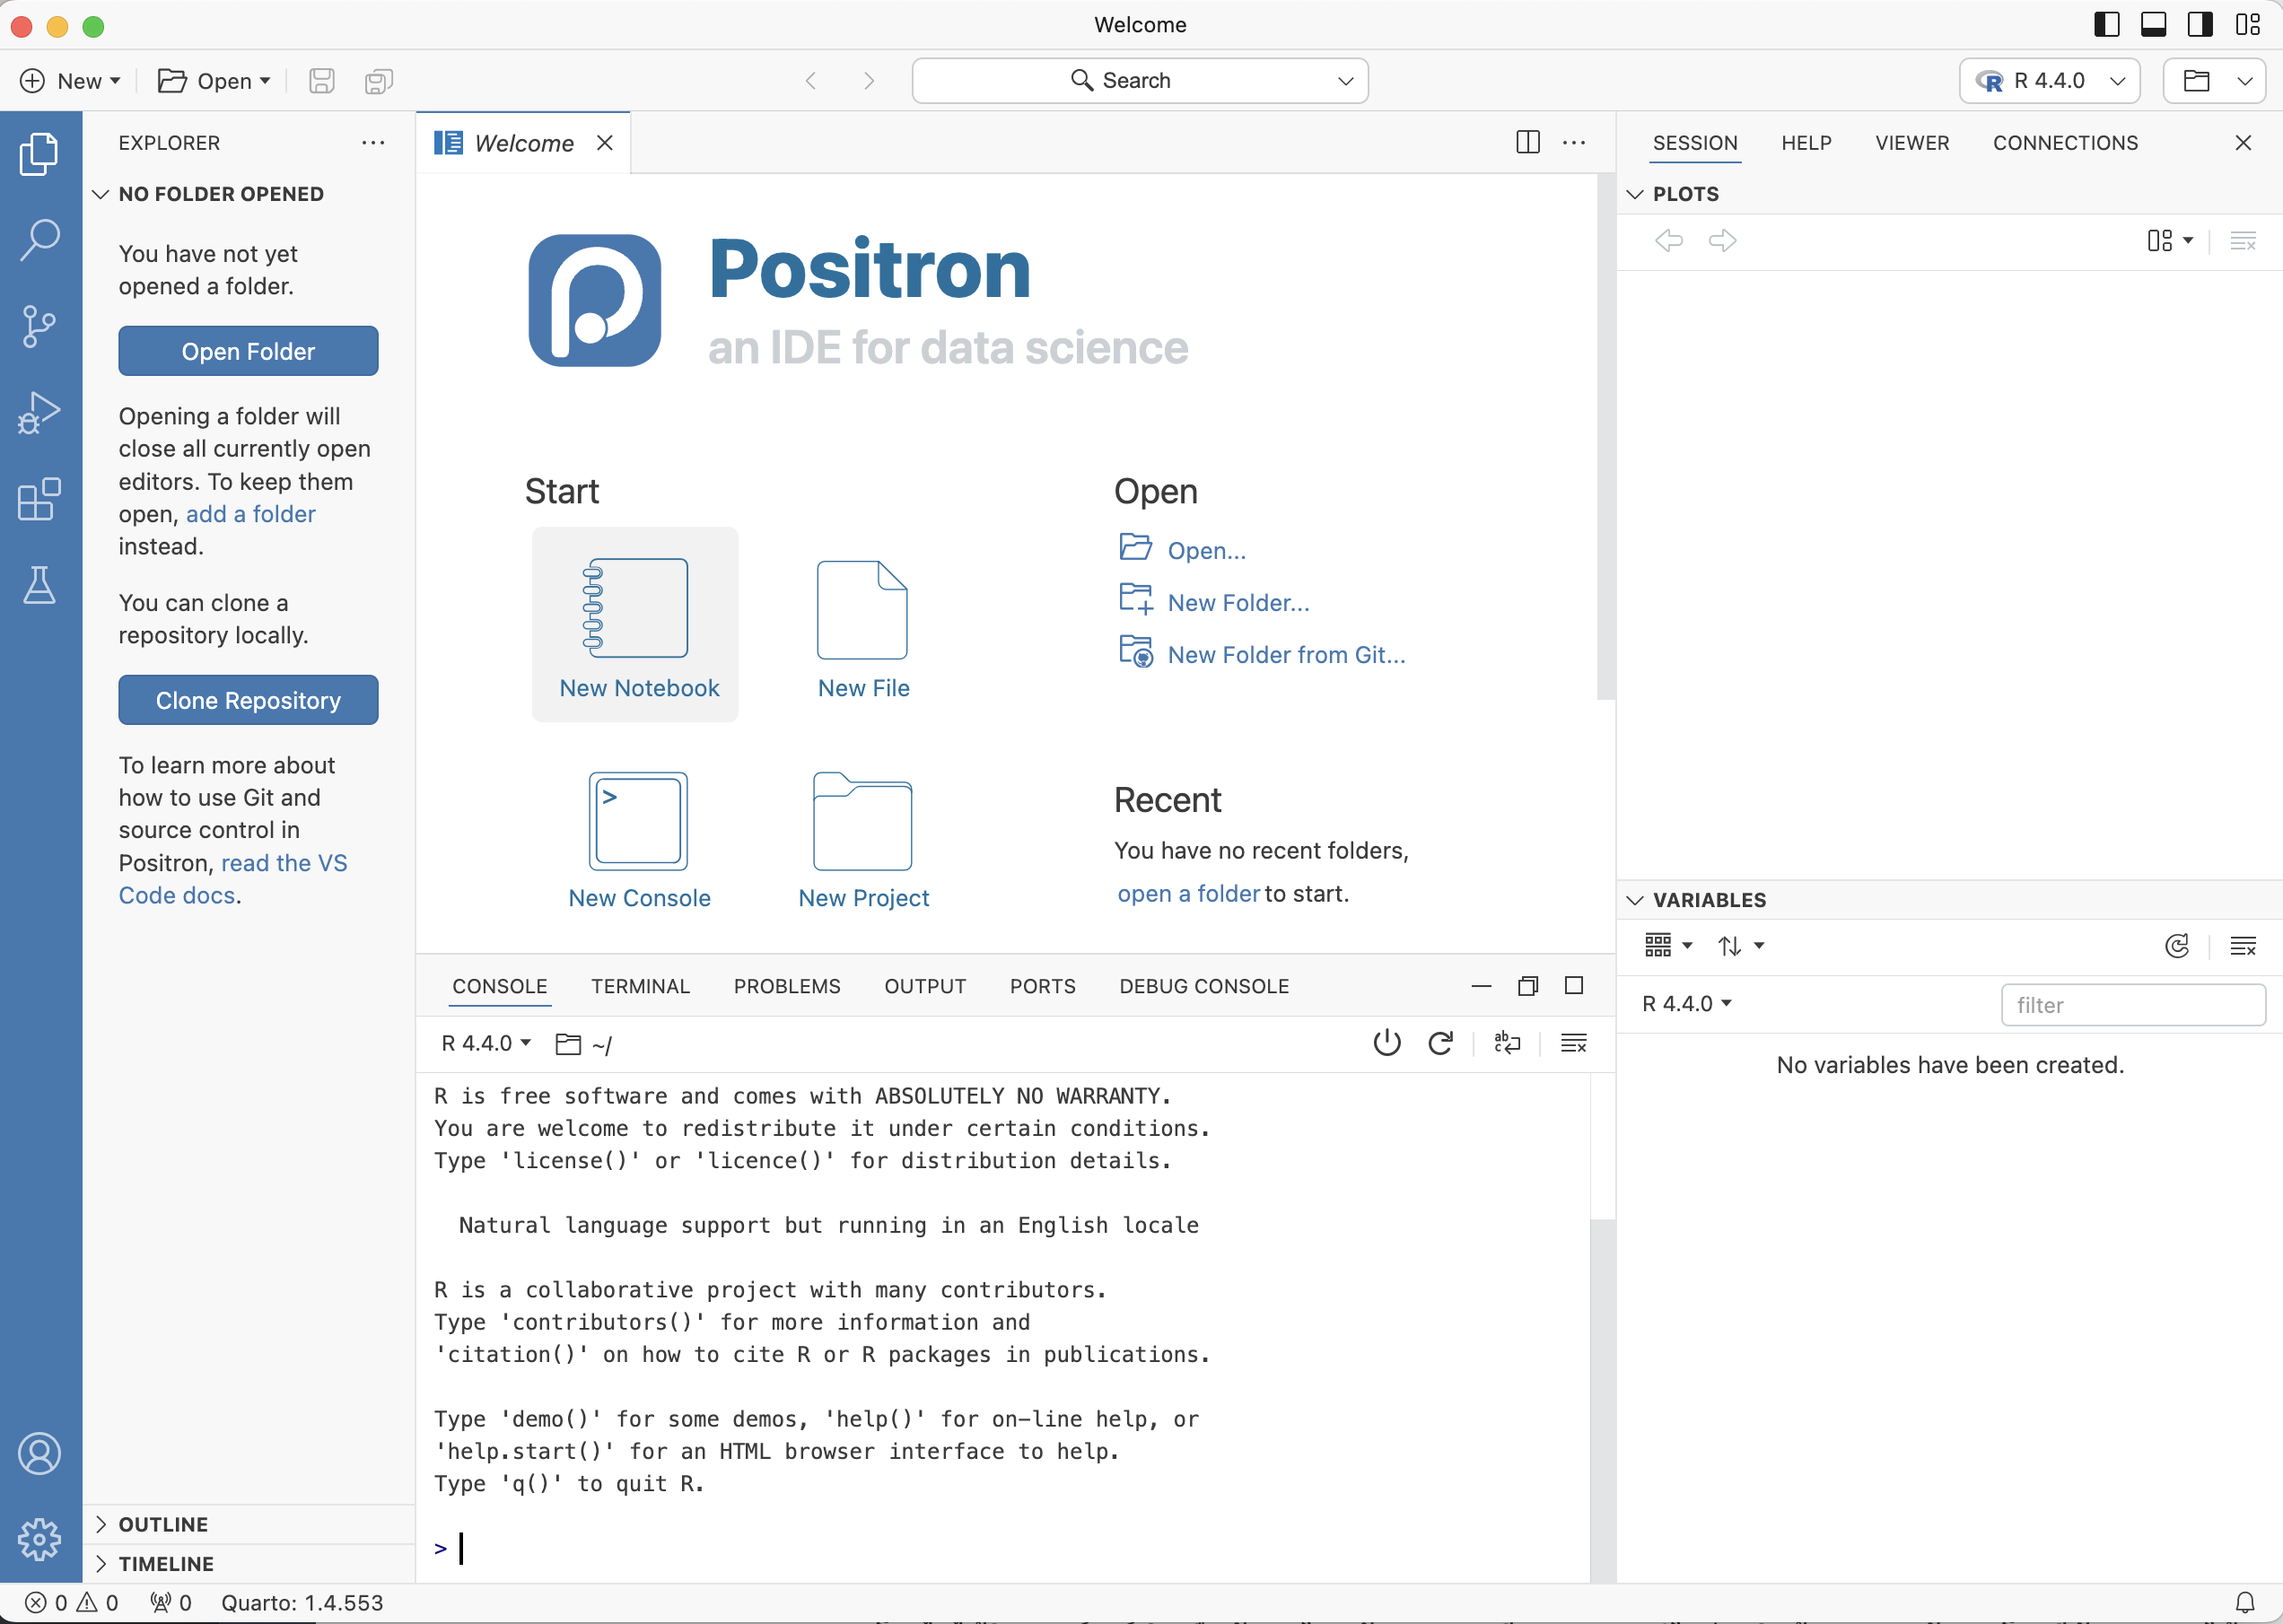 Welcome
New
Open
Search
R 4.4.0
EXPLORER
NO FOLDER OPENED
You have not yet
opened a folder.
Open Folder
Opening a folder will
close all currently open
editors. To keep them
open, add a folder
instead.
You can clone a
repository locally.
Clone Repository
To learn more about
how to use Git and
source control in
Positron, read the VS
Code docs.
OUTLINE
TIMELINE
Welcome
Positron
an IDE for data science
Start
New Notebook
New File
New Console
New Project
Open
Open...
New Folder...
New Folder from Git...
Recent
You have no recent folders,
open a folder to start.
CONSOLE TERMINAL PROBLEMS OUTPUT PORTS DEBUG CONSOLE
R 4.4.0 ~/
R is free software and comes with ABSOLUTELY NO WARRANTY.
You are welcome to redistribute it under certain conditions.
Type 'license()' or 'licence()' for distribution details.
Natural language support but running in an English locale
R is a collaborative project with many contributors.
Type 'contributors()' for more information and
'citation()' on how to cite R or R packages in publications.
Type 'demo()' for some demos, 'help()' for on-line help, or
'help.start()' for an HTML browser interface to help.
Type 'q()' to quit R.
>
SESSION HELP VIEWER CONNECTIONS
PLOTS
VARIABLES
R 4.4.0
filter
No variables have been created.
0 0 0 Quarto: 1.4.553